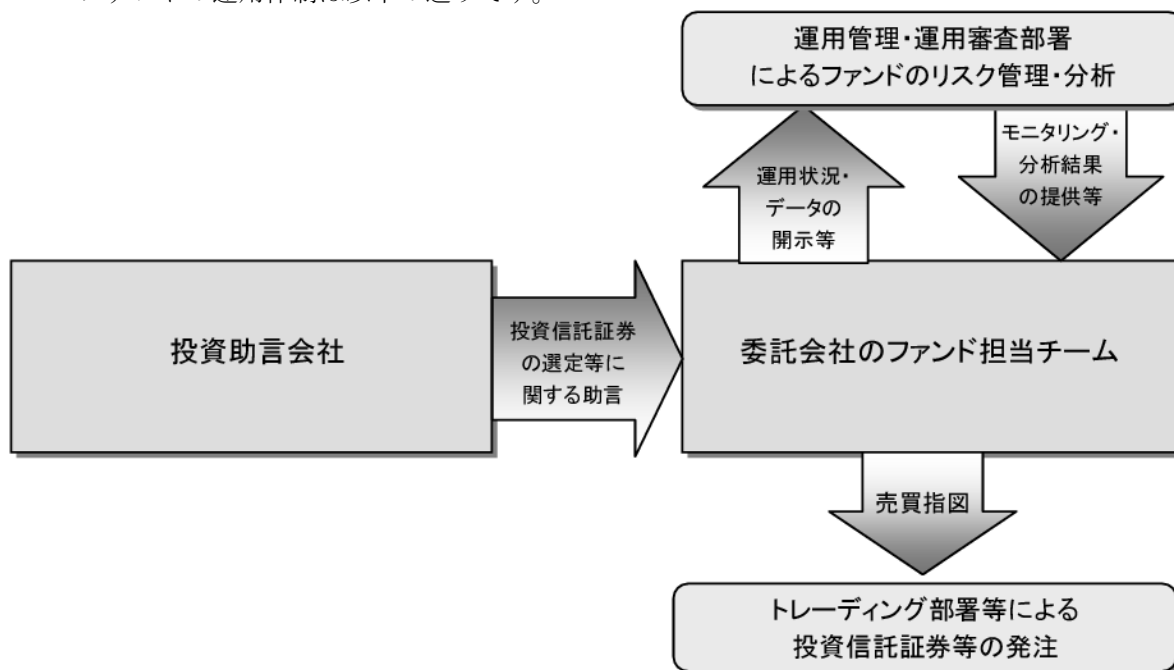 運用管理・運用審査部署
によるファンドのリスク管理・分析
運用状況・
データの
開示等
モニタリング・
分析結果
の提供等
投資助言会社
投資信託証券
の選定等に
関する助言
委託会社のファンド担当チーム
売買指図
トレーディング部署等による
投資信託証券等の発注